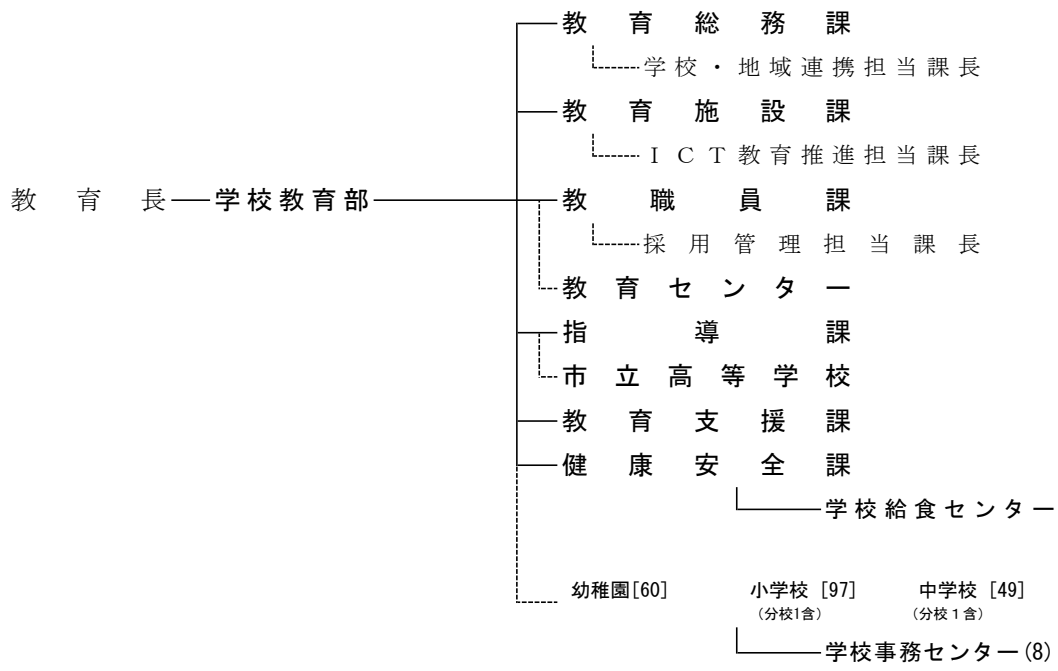 教育総務課
学校・地域連携担当課長
教育施設課
ICT教育推進担当課長
教育長 学校教育部 教職員課
採用管理担当課長
教育センター
指導課
市立高等学校
教育支援課
健康安全課
学校給食センター
幼稚園[60] 小学校 [97] 中学校 [49]
(分校1含) (分校1含)
学校事務センター(8)